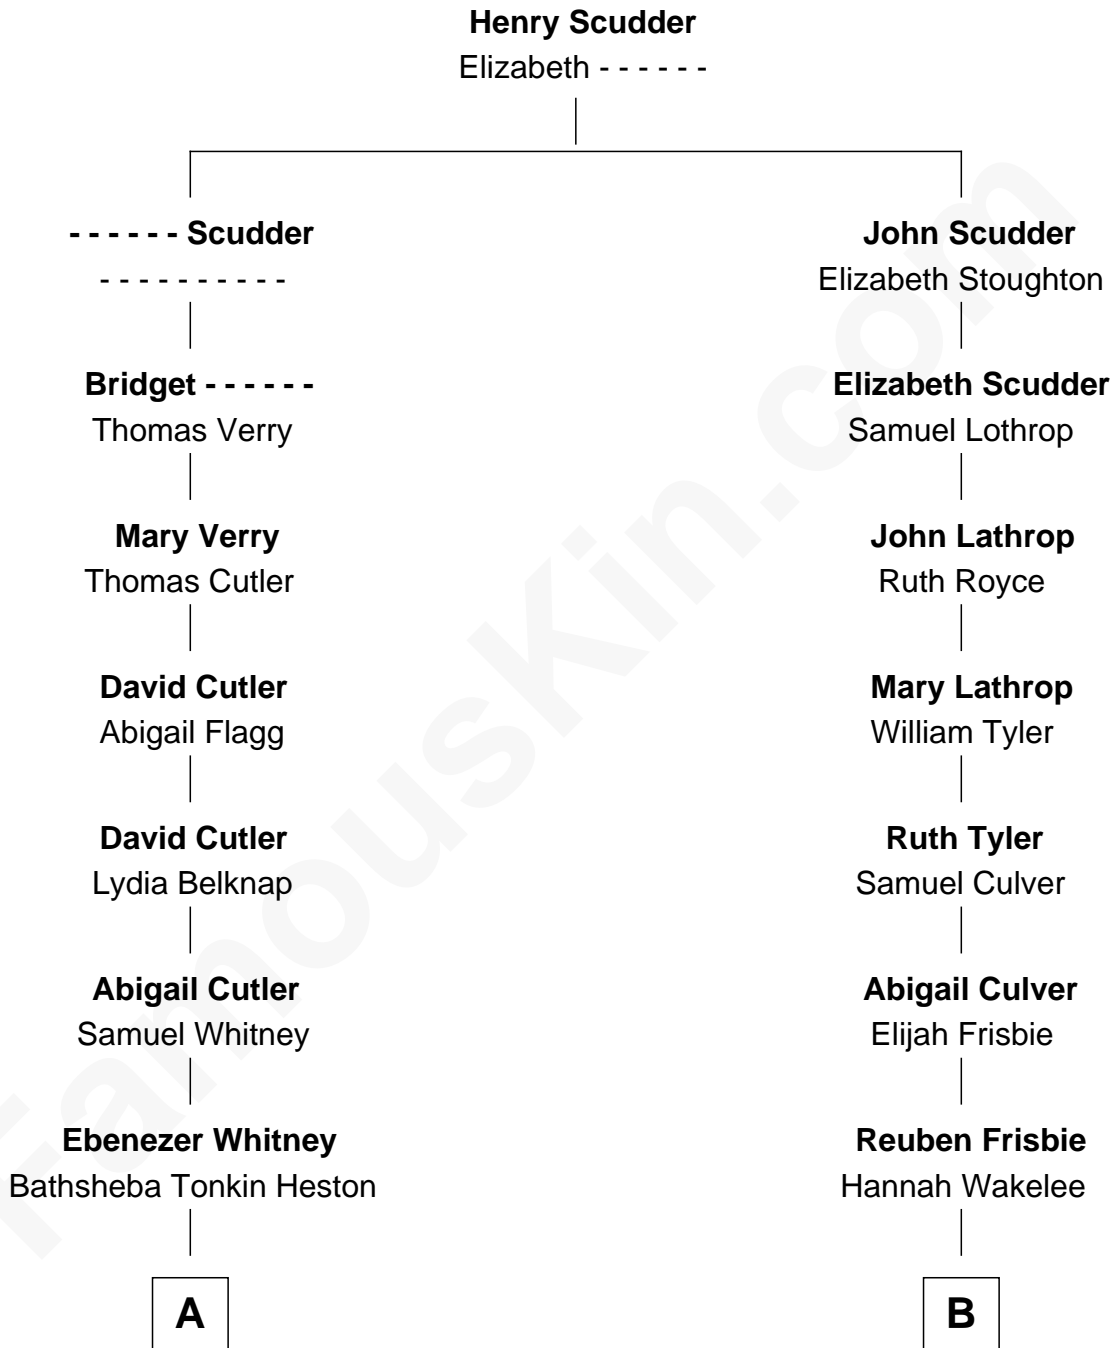 Henry Scudder
Elizabeth - - - - - -
- - - - - - Scudder
- - - - - - - - - -
John Scudder
Elizabeth Stoughton
Bridget - - - - - -
Thomas Verry
Elizabeth Scudder
Samuel Lothrop
Mary Verry
Thomas Cutler
John Lathrop
Ruth Royce
David Cutler
Abigail Flagg
Mary Lathrop
William Tyler
David Cutler
Lydia Belknap
Ruth Tyler
Samuel Culver
Abigail Cutler
Samuel Whitney
Abigail Culver
Elijah Frisbie
Ebenezer Whitney
Bathsheba Tonkin Heston
Reuben Frisbie
Hannah Wakelee
A
B
FamousKin.com